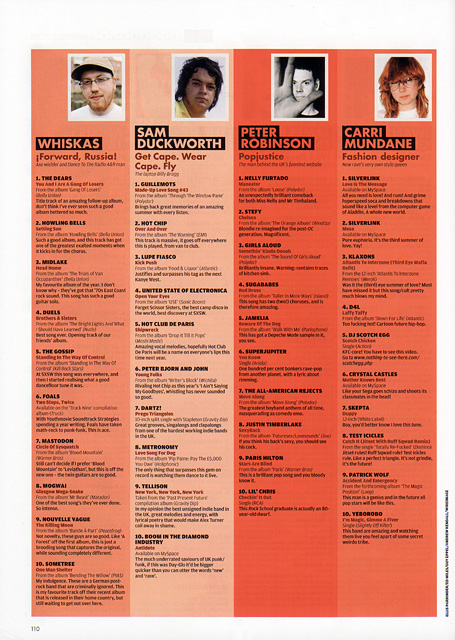 WHISKAS
¡Forward, Russia!
Axe wielder and Dance To The Radio A&R man
1. THE DEARS
You And I Are A Gang Of Losers
From the album 'Gang Of Losers'
(Bella Union)
Title track of an amazing follow-up album,
don't think I've ever seen such a good
album bettered so much.
2. HOWLING BELLS
Setting Sun
From the album 'Howling Bells' (Bella Union)
Such a good album, and this track has got
one of the greatest exalted moments when
it kicks in for the chorus.
3. MIDLAKE
Head Home
From the album 'The Trials of Van
Occupanther' (Bella Union)
My favourite album of the year. I don't
know why – they've got that '70s East Coast
rock sound. This song has such a good
guitar solo.
4. DUELS
Brothers & Sisters
From the album 'The Bright Lights And What
I Should Have Learned' (Nude)
Best song ever. Opening track of our
friends' album.
5. THE GOSSIP
Standing In The Way Of Control
From the album 'Standing In The Way Of
Control' (Kill Rock Stars)
At SXSW this song was everywhere, and
then I started realising what a good
dancefloor tune it was.
6. FOALS
Two Steps, Twice
Available on the 'Track Nine' compilation
album
With Youthmovie Soundtrack Strategies
spending a year writing, Foals have taken
math-rock to punk-funk. This is ace.
7. MASTODON
Circle Of Cysquatch
From the album 'Blood Mountain'
(Warner Bros)
Still can't decide if I prefer 'Blood
Mountain' to 'Leviathan', but this is off the
new one – the twin guitars are so good.
8. MOGWAI
Glasgow Mega-Snake
From the album 'Mr Beast' (Matador)
One of the best songs they've ever done.
So intense.
9. NOUVELLE VAGUE
The Killing Moon
From the album 'Bande À Part' (Peacefrog)
Not novelty, these guys are so good. Like 'A
Forest' off the first album, this is just a
brooding song that captures the original,
while sounding completely different.
10. SOMETREE
One Man Shelter
From the album 'Bending The Willow' (PIAS)
My indulgence. These are a German post-
rock band that are criminally ignored. This
is my favourite track off their recent album
that is released in their home country, but
still waiting to get out over here.
SAM
DUCKWORTH
Get Cape. Wear
Cape. Fly
The laptop Billy Bragg
1. GUILLEMOTS
Made-Up Love Song #43
From the album 'Through The Window Pane'
(Polydor)
Brings back great memories of an amazing
summer with every listen.
2. HOT CHIP
Over And Over
From the album 'The Warning' (EMI)
This track is massive, it goes off everywhere
this is played, from van to club.
3. LUPE FIASCO
Kick Push
From the album 'Food & Liquor' (Atlantic)
Justifies and surpasses his tag as the next
Kanye West.
4. UNITED STATE OF ELECTRONICA
Open Your Eyes
From the album 'USE' (Sonic Boom)
Forget Scissor Sisters, the best camp disco in
the world, best discovery at SXSW.
5. HOT CLUB DE PARIS
Shipwreck
From the album 'Drop It Till It Pops'
(Moshi Moshi)
Amazing vocal melodies, hopefully Hot Club
De Paris will be a name on everyone's lips this
time next year.
6. PETER BJORN AND JOHN
Young Folks
From the album 'Writer's Block' (Wichita)
Rivaling Hot Chip as this year's 'I Ain't Saying
My Goodbyes', whistling has never sounded
so good.
7. DARTZ!
Prego Triangolos
7-inch split single with Stapleton (Gravity Dip)
Great grooves, singalongs and clapalongs
from one of the hardest working indie bands
in the UK.
8. METRONOMY
Love Song For Dog
From the album 'Pip Paine: Pay The £5,000
You Owe' (Holiphonic)
The only thing that surpasses this gem on
record is watching them dance to it live.
9. TELLISON
New York, New York, New York
Taken from the 'Past Present Future'
compilation album (Gravity Dip)
In my opinion the best unsigned indie band in
the UK, great melodies and energy, with
lyrical poetry that would make Alex Turner
cull away in shame.
10. BOOM IN THE DIAMOND
INDUSTRY
Antidote
Available on MySpace
The much underrated saviours of UK punk/
funk, if this was Day-Glo it'd be bigger
quicker than you can utter the words 'new'
and 'rave'.
PETER
ROBINSON
Popjustice
The man behind the UK's funniest website
1. NELLY FURTADO
Maneater
From the album 'Loose' (Polydor)
An unexpectedly brilliant comeback
for both Miss Nelly and Mr Timbaland.
2. STEFY
Chelsea
From the album 'The Orange Album' (Wind Up)
Blondie re-imagined for the post-OC
generation. Magnificent.
3. GIRLS ALOUD
Something Kinda Ooooh
From the album 'The Sound Of Girls Aloud'
(Polydor)
Brilliantly insane. Warning: contains traces
of kitchen sink.
4. SUGABABES
Red Dress
From the album 'Taller In More Ways' (Island)
This song has two (two!) choruses, and is
therefore amazing.
5. JAMELIA
Beware Of The Dog
From the album 'Walk With Me' (Parlophone)
This has got a Depeche Mode sample in it,
you see.
6. SUPERJUPITER
You Know
Single (Acida)
One hundred per cent bonkers rave-pop
from another planet, with a lyric about
rimming.
7. THE ALL-AMERICAN REJECTS
Move Along
From the album 'Move Along' (Polydor)
The greatest boyband anthem of all time,
masquerading as comedy emo.
8. JUSTIN TIMBERLAKE
SexyBack
From the album 'FutureSex/LoveSounds' (Jive)
If you think his back's sexy, you should see
his cock.
9. PARIS HILTON
Stars Are Blind
From the album 'Paris' (Warner Bros)
This is a brilliant pop song and you bloody
know it.
10. LIL' CHRIS
Checkin' It Out
Single (RCA)
This Rock School graduate is actually an 80-
year-old dwarf.
CARRI
MUNDANE
Fashion designer
New rave's very own style queen
1. SILVERLINK
Love Is The Message
Available on MySpace
All you need is love! and rum! And grime
hyperspeed soca and breakdowns that
sound like a level from the computer game
of Aladdin. A whole new world.
2. SILVERLINK
Mova
Available on MySpace
Pure euphoria. It's the third summer of
love. Yay!
3. KLAXONS
Atlantis To Interzone (Third Eye Mafia
Refix)
From the 12-inch 'Atlantis To Interzone
Remixes' (Merok)
Was it the (third) eye summer of love? Must
have missed it but this song/cult pretty
much blows my mind.
4. D4L
Laffy Taffy
From the album 'Down For Life' (Atlantic)
Too fucking hot! Cartoon future hip-hop.
5. DJ SCOTCH EGG
Scotch Chicken
Single (Action)
KFC-core! You have to see this video.
Go to www.nothing-to-see-here.com/
scotchegg.php
6. CRYSTAL CASTLES
Mother Knows Best
Available on MySpace
Like your Sega goes schizo and shoots its
classmates in the head!
7. SKEPTA
Duppy
(White Label)
Boy, you'd better know I love this tune.
8. TEST ICICLES
Catch It (Jnset With Ruff Squad Remix)
From the single 'Totally Re-Fucked' (Domino)
Jitset rules! Ruff Squad rule! Test Icicles
rule. Like a perfect triangle. It's not grindie,
it's the future!
9. PATRICK WOLF
Accident And Emergency
From the forthcoming album 'The Magic
Position' (Loog)
This man is a genius and in the future all
pop stars will be like this.
10. YEBOROBO
I'm Magic, Gimme A Fiver
Single (Slightly Off Kilter)
This band are amazing and watching
them live you feel apart of some secret
weirdo tribe.
110